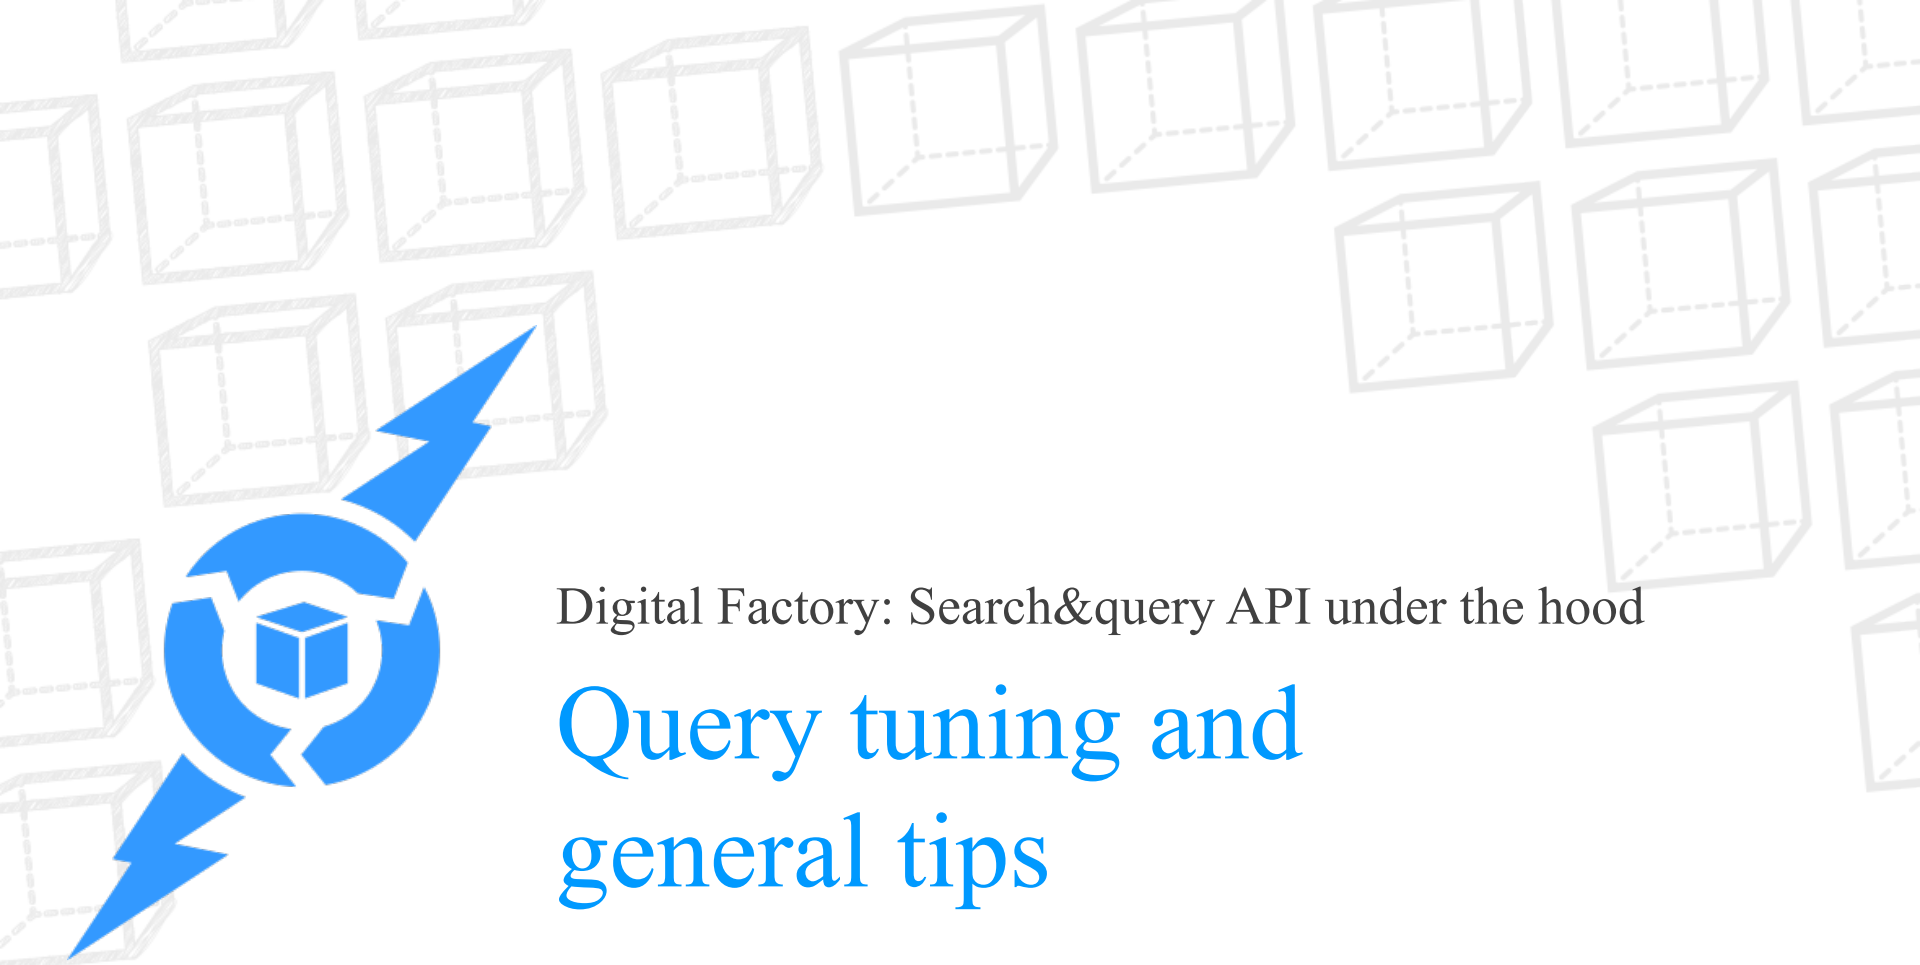 Digital Factory: Search&query API under the hood
Query tuning and
general tips